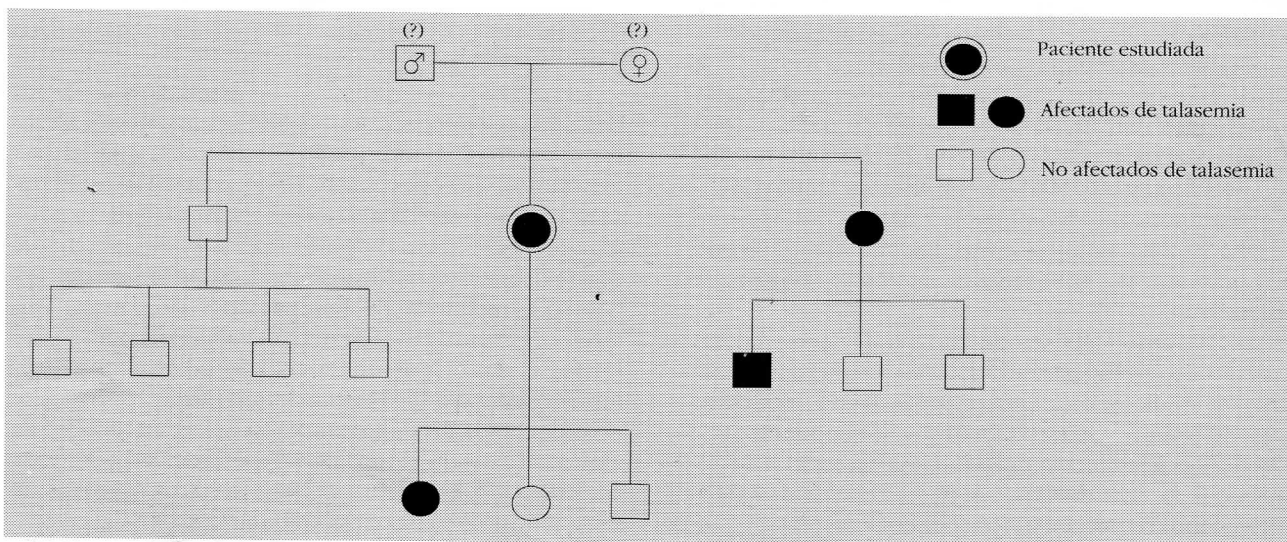 (?)
(?)
♂
♀
Paciente estudiada
Afectados de talasemia
No afectados de talasemia